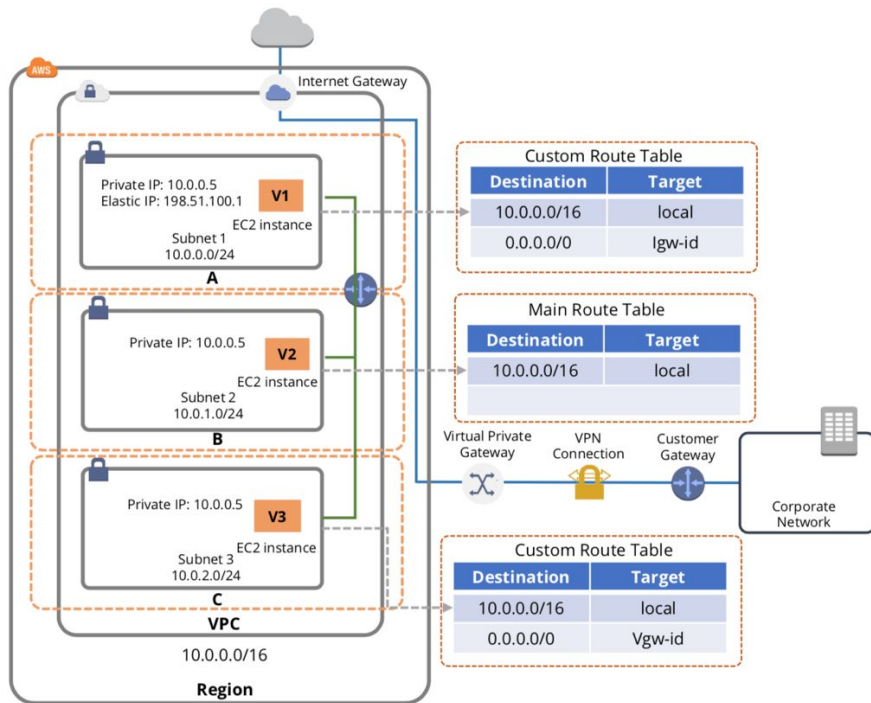 AWS
Internet Gateway
Private IP: 10.0.0.5
Elastic IP: 198.51.100.1
V1
EC2 instance
Subnet 1
10.0.0.0/24
A
Custom Route Table
Destination Target
10.0.0.0/16 local
0.0.0.0/0 Igw-id
Private IP: 10.0.0.5
V2
EC2 instance
Subnet 2
10.0.1.0/24
B
Main Route Table
Destination Target
10.0.0.0/16 local
Virtual Private
Gateway
VPN
Connection
Customer
Gateway
Corporate
Network
Private IP: 10.0.0.5
V3
EC2 instance
Subnet 3
10.0.2.0/24
C
VPC
10.0.0.0/16
Region
Custom Route Table
Destination Target
10.0.0.0/16 local
0.0.0.0/0 Vgw-id